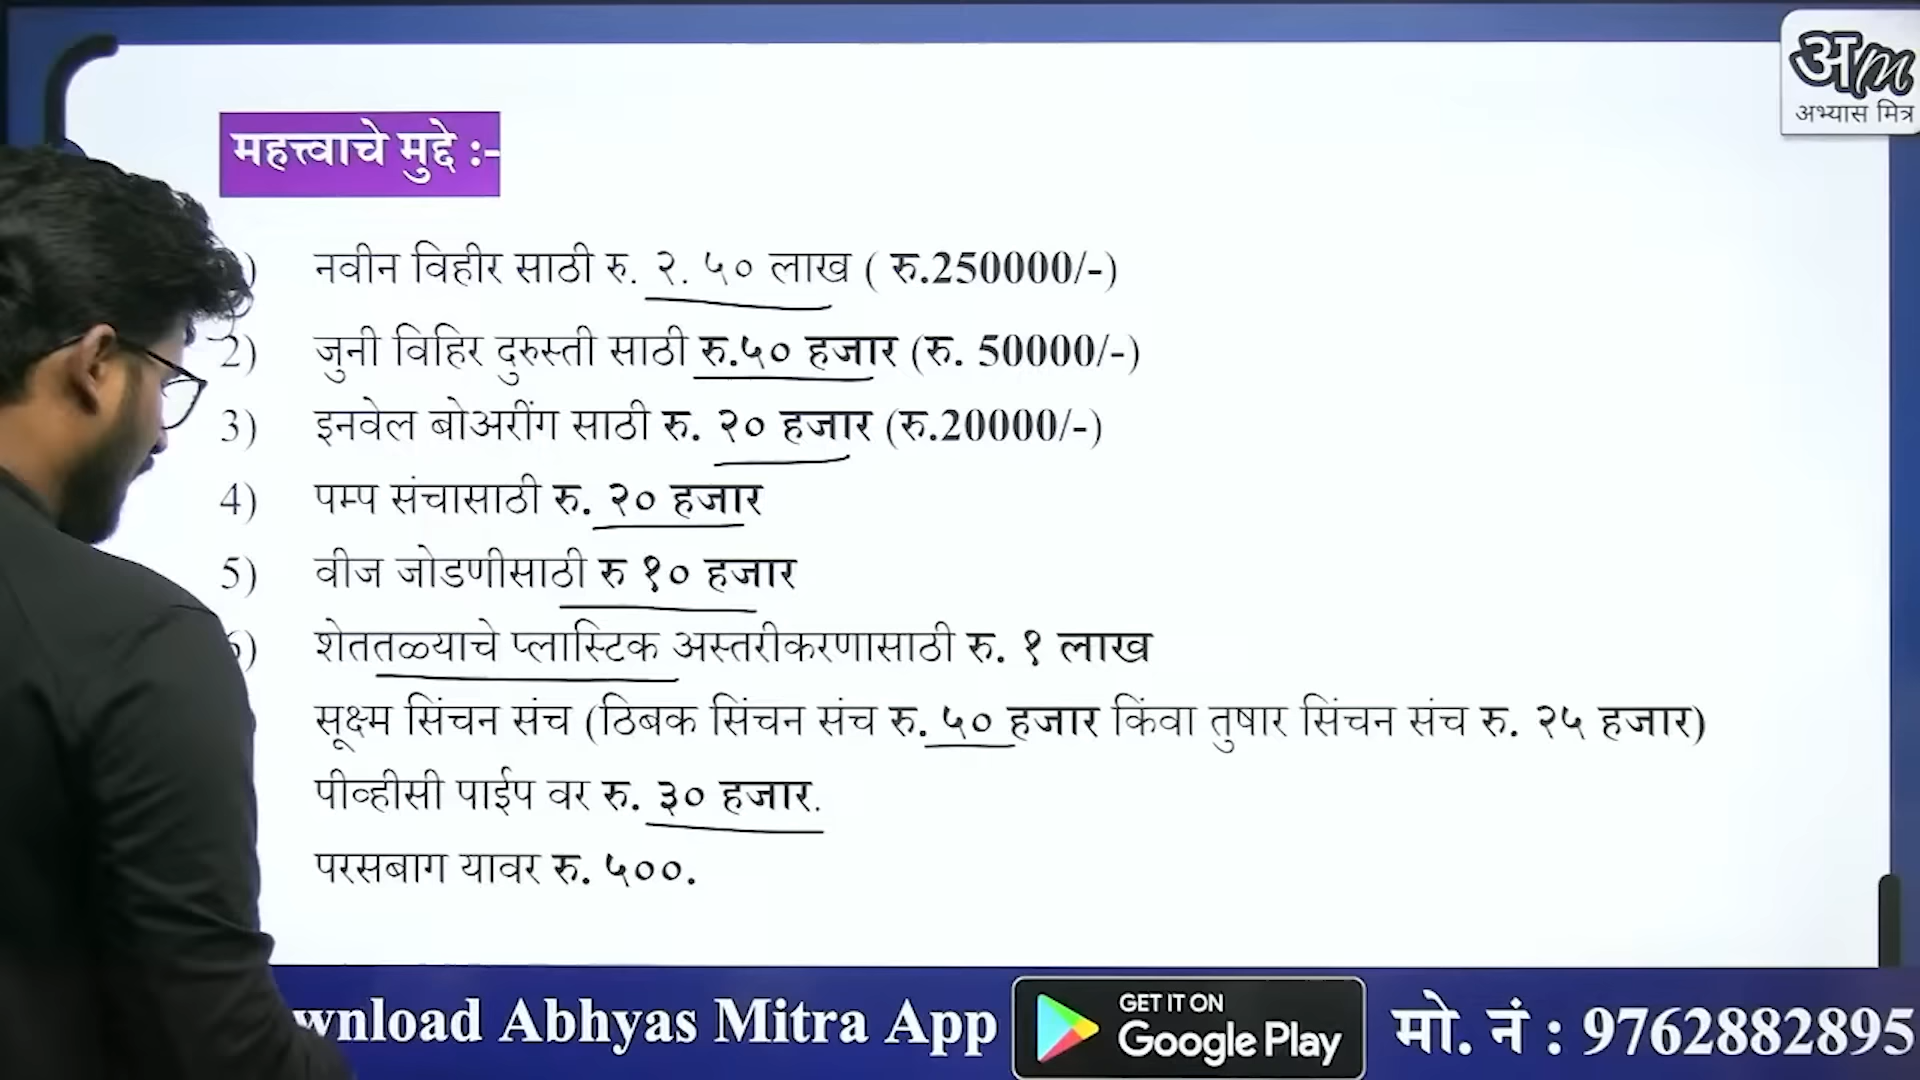 अm
अभ्यास मित्र
महत्त्वाचे मुद्दे :-
) नवीन विहीर साठी रु. २. ५० लाख ( रु.250000/-)
2) जुनी विहिर दुरुस्ती साठी रु.५० हजार (रु. 50000/-)
3) इनवेल बोअरींग साठी रु. २० हजार (रु.20000/-)
4) पम्प संचासाठी रु. २० हजार
5) वीज जोडणीसाठी रु १० हजार
6) शेततळ्याचे प्लास्टिक अस्तरीकरणासाठी रु. १ लाख
सूक्ष्म सिंचन संच (ठिबक सिंचन संच रु. ५० हजार किंवा तुषार सिंचन संच रु. २५ हजार)
पीव्हीसी पाईप वर रु. ३० हजार.
परसबाग यावर रु. ५००.
wnload Abhyas Mitra App GET IT ON Google Play मो. नं : 9762882895